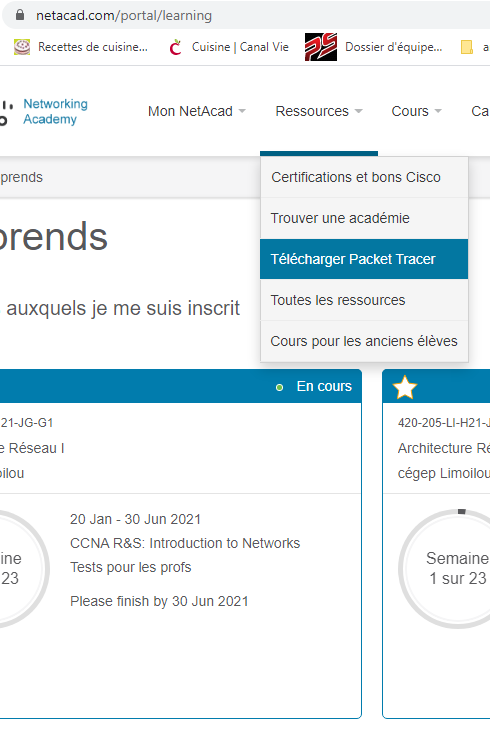 netacad.com/portal/learning
Recettes de cuisine... Cuisine | Canal Vie Dossier d'équipe... a
Networking
Academy
Mon NetAcad Ressources Cours Ca
prends
Certifications et bons Cisco
Trouver une académie
Télécharger Packet Tracer
Toutes les ressources
Cours pour les anciens élèves
prends
auxquels je me suis inscrit
En cours
21-JG-G1
e Réseau I
oilou
20 Jan - 30 Jun 2021
CCNA R&S: Introduction to Networks
Tests pour les profs
Please finish by 30 Jun 2021
ine
23
420-205-LI-H21-J
Architecture Ré
cégep Limoilou
Semaine
1 sur 23